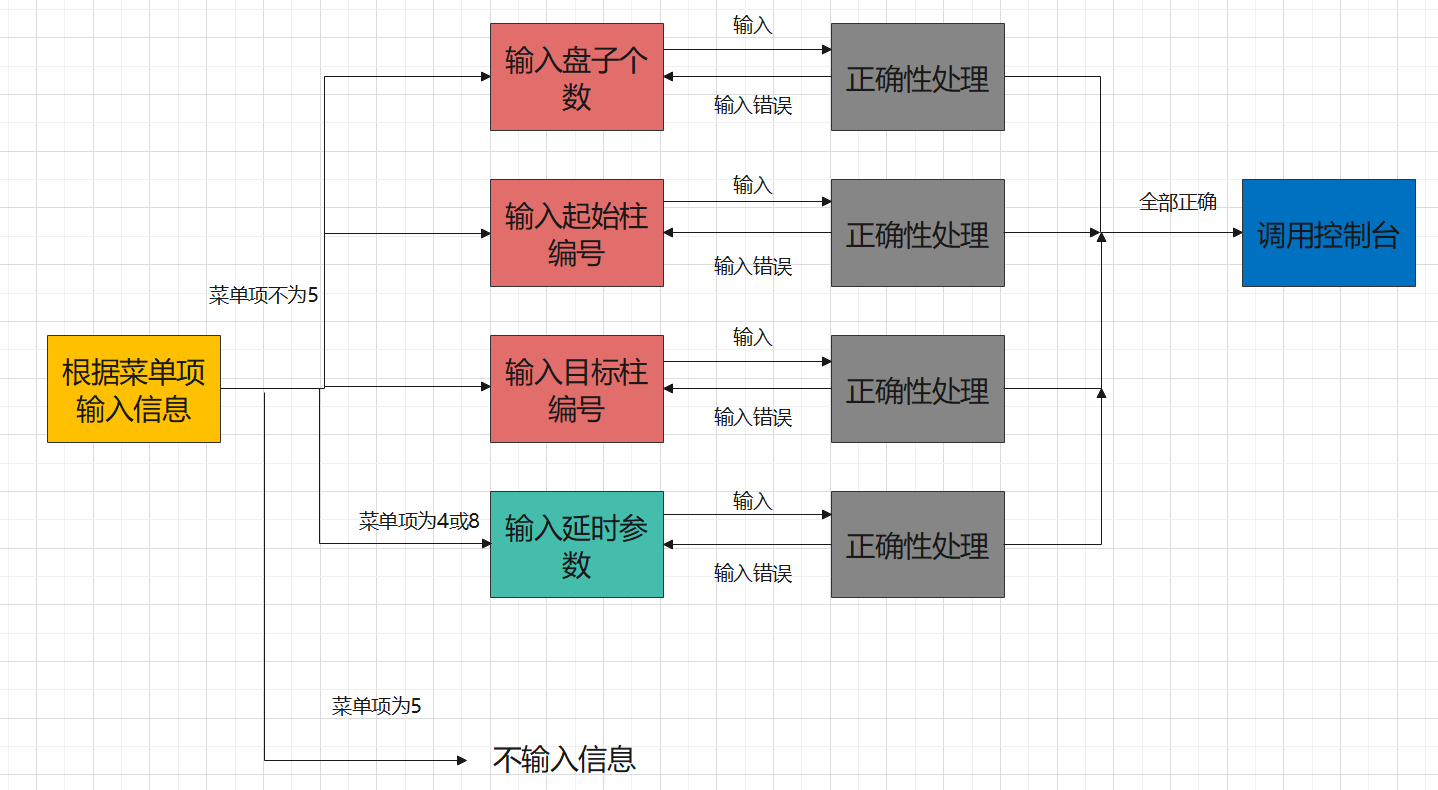 输入
输入盘子个
数
正确性处理
输入错误
输入
输入起始柱
编号
正确性处理
全部正确
调用控制台
输入错误
菜单项不为5
输入
根据菜单项
输入信息
输入目标柱
编号
正确性处理
输入错误
输入
菜单项为4或8
输入延时参
数
正确性处理
输入错误
菜单项为5
不输入信息